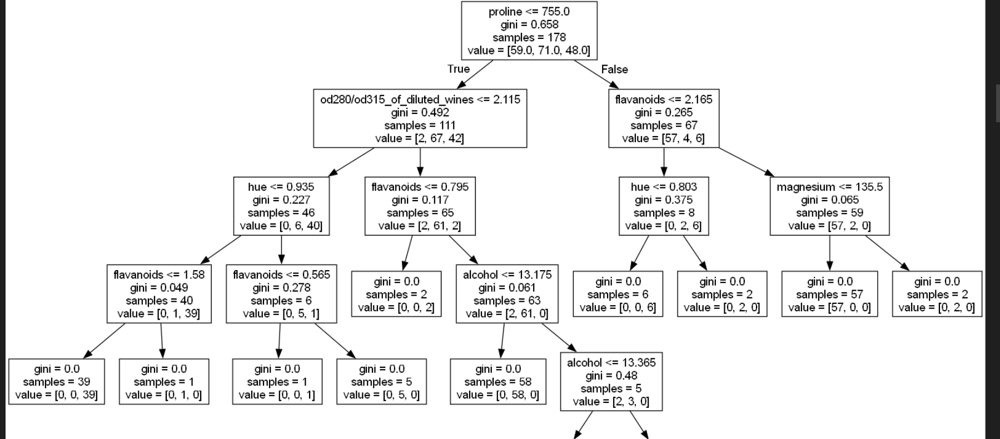 proline <= 755.0
gini = 0.658
samples = 178
value = [59.0, 71.0, 48.0]
True
False
od280/od315_of_diluted_wines <= 2.115
gini = 0.492
samples = 111
value = [2, 67, 42]
flavanoids <= 2.165
gini = 0.265
samples = 67
value = [57, 4, 6]
hue <= 0.935
gini = 0.227
samples = 46
value = [0, 6, 40]
flavanoids <= 0.795
gini = 0.117
samples = 65
value = [2, 61, 2]
hue <= 0.803
gini = 0.375
samples = 8
value = [0, 2, 6]
magnesium <= 135.5
gini = 0.065
samples = 59
value = [57, 2, 0]
flavanoids <= 1.58
gini = 0.049
samples = 40
value = [0, 1, 39]
flavanoids <= 0.565
gini = 0.278
samples = 6
value = [0, 5, 1]
gini = 0.0
samples = 2
value = [0, 0, 2]
alcohol <= 13.175
gini = 0.061
samples = 63
value = [2, 61, 0]
gini = 0.0
samples = 6
value = [0, 0, 6]
gini = 0.0
samples = 2
value = [0, 2, 0]
gini = 0.0
samples = 57
value = [57, 0, 0]
gini = 0.0
samples = 2
value = [0, 2, 0]
gini = 0.0
samples = 39
value = [0, 0, 39]
gini = 0.0
samples = 1
value = [0, 1, 0]
gini = 0.0
samples = 1
value = [0, 0, 1]
gini = 0.0
samples = 5
value = [0, 5, 0]
gini = 0.0
samples = 58
value = [0, 58, 0]
alcohol <= 13.365
gini = 0.48
samples = 5
value = [2, 3, 0]